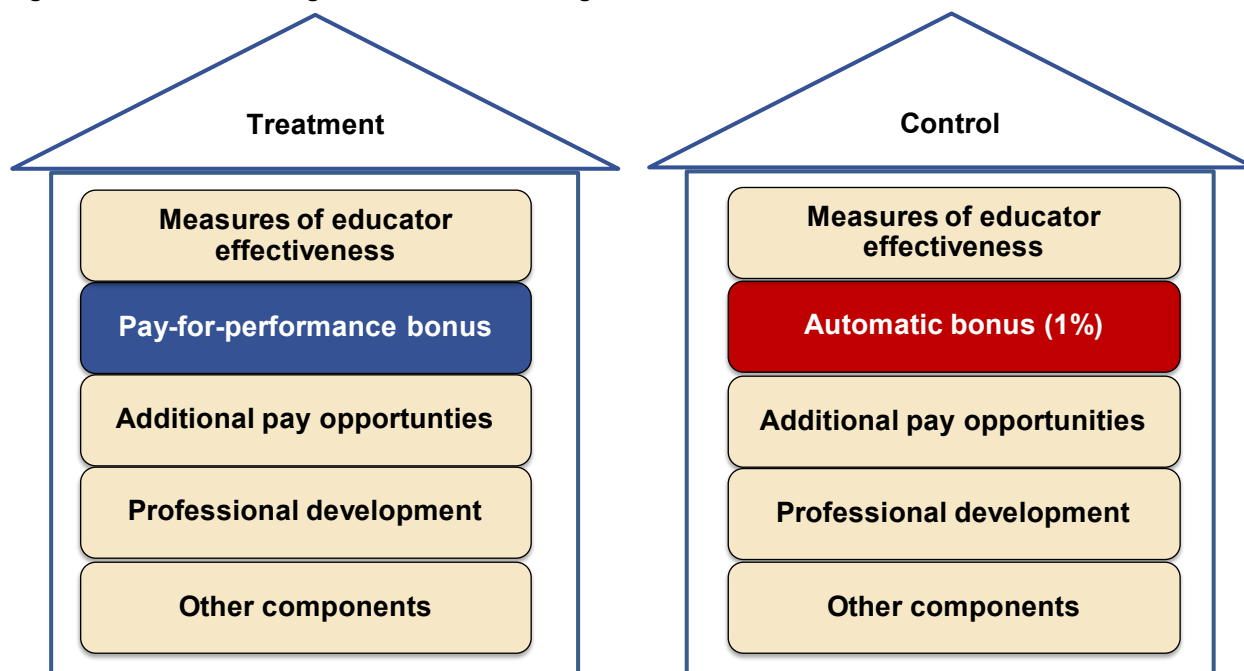 Treatment
Measures of educator
effectiveness
Pay-for-performance bonus
Additional pay opportunties
Professional development
Other components
Control
Measures of educator
effectiveness
Automatic bonus (1%)
Additional pay opportunities
Professional development
Other components